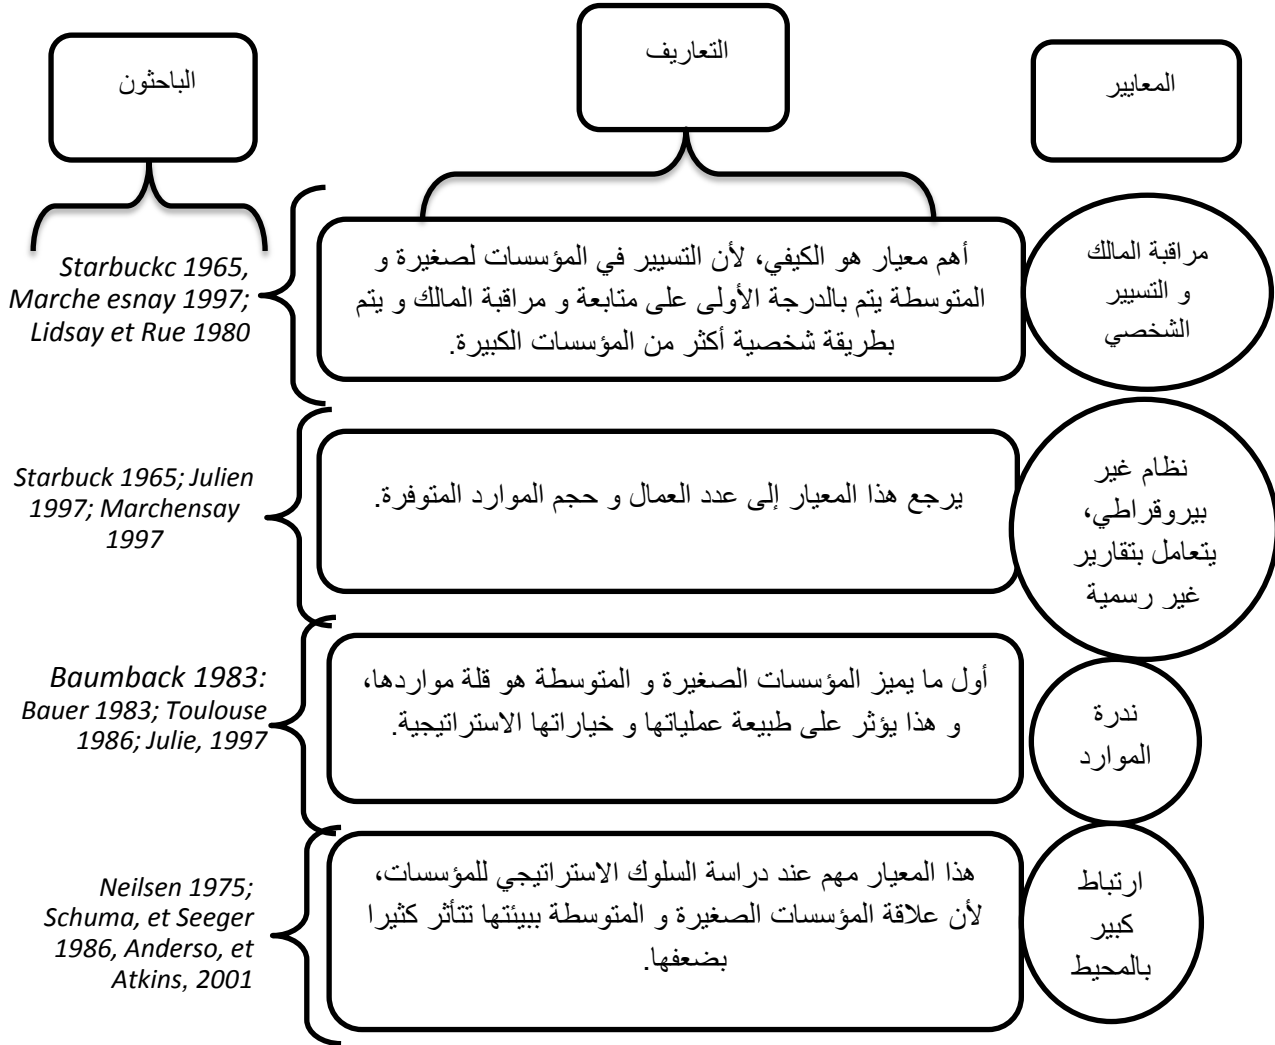 المعايير
التعاريف
الباحثون
مراقبة المالك
و التسيير
الشخصي
أهم معيار هو الكيفي، لأن التسيير في المؤسسات لصغيرة و
المتوسطة يتم بالدرجة الأولى على متابعة و مراقبة المالك و يتم
بطريقة شخصية أكثر من المؤسسات الكبيرة.
Starbuckc 1965,
Marche esnay 1997;
Lidsay et Rue 1980
نظام غير
بيروقراطي،
يتعامل بتقارير
غير رسمية
يرجع هذا المعيار إلى عدد العمال و حجم الموارد المتوفرة.
Starbuck 1965; Julien
1997; Marchensay
1997
ندرة
الموارد
أول ما يميز المؤسسات الصغيرة و المتوسطة هو قلة مواردها،
و هذا يؤثر على طبيعة عملياتها و خياراتها الاستراتيجية.
Baumback 1983:
Bauer 1983; Toulouse
1986; Julie, 1997
ارتباط
كبير
بالمحيط
هذا المعيار مهم عند دراسة السلوك الاستراتيجي للمؤسسات،
لأن علاقة المؤسسات الصغيرة و المتوسطة ببيئتها تتأثر كثيرا
بضعفها.
Neilsen 1975;
Schuma, et Seeger
1986, Anderso, et
Atkins, 2001